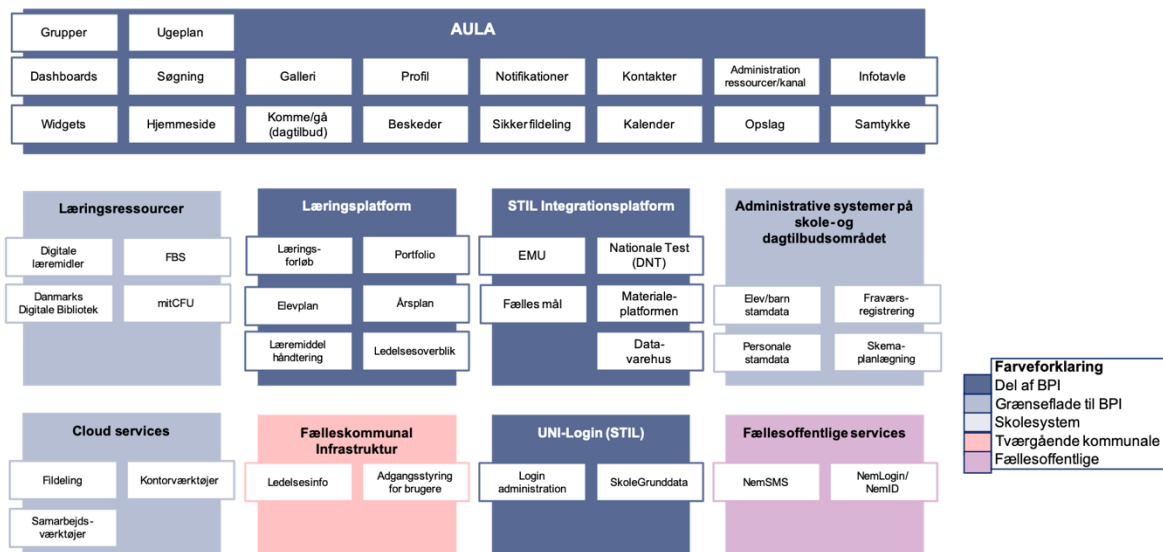 AULA
Grupper
Ugeplan
Dashboards
Søgning
Galleri
Profil
Notifikationer
Kontakter
Administration
ressourcer/kanal
Infotavle
Widgets
Hjemmeside
Komme/gå
(dagtilbud)
Beskeder
Sikker fildeling
Kalender
Opslag
Samtykke
Læringsressourcer
Digitale
læremidler
FBS
Danmarks
Digitale Bibliotek
mitCFU
Læringsplatform
Lærings-
forløb
Portfolio
Elevplan
Årsplan
Læremiddel
håndtering
Ledelsesoverblik
STIL Integrationsplatform
EMU
Nationale Test
(DNT)
Fælles mål
Materiale-
platformen
Data-
varehus
Administrative systemer på
skole- og
dagtilbudsområdet
Elev/barn
stamdata
Fraværs-
registrering
Personale
stamdata
Skema-
planlægning
Cloud services
Fildeling
Kontorværktøjer
Samarbejds-
værktøjer
Fælleskommunal
Infrastruktur
Ledelsesinfo
Adgangsstyring
for brugere
UNI-Login (STIL)
Login
administration
SkoleGrunddata
Fællesoffentlige services
NemSMS
NemLogin/
NemID
Farveforklaring
Del af BPI
Grænseflade til BPI
Skolesystem
Tværgående kommunale
Fællesoffentlige